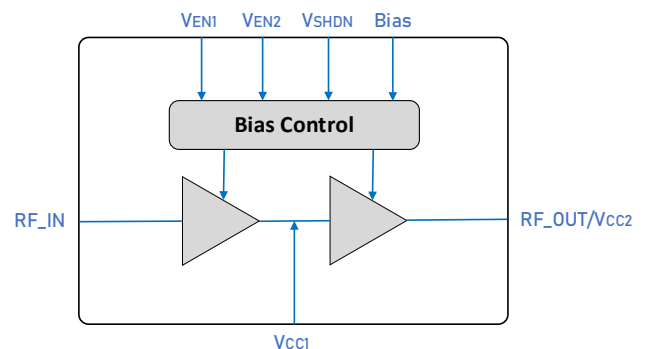 VEN1 VEN2 VSHDN Bias
Bias Control
RF_IN
RF_OUT/VCC2
VCC1